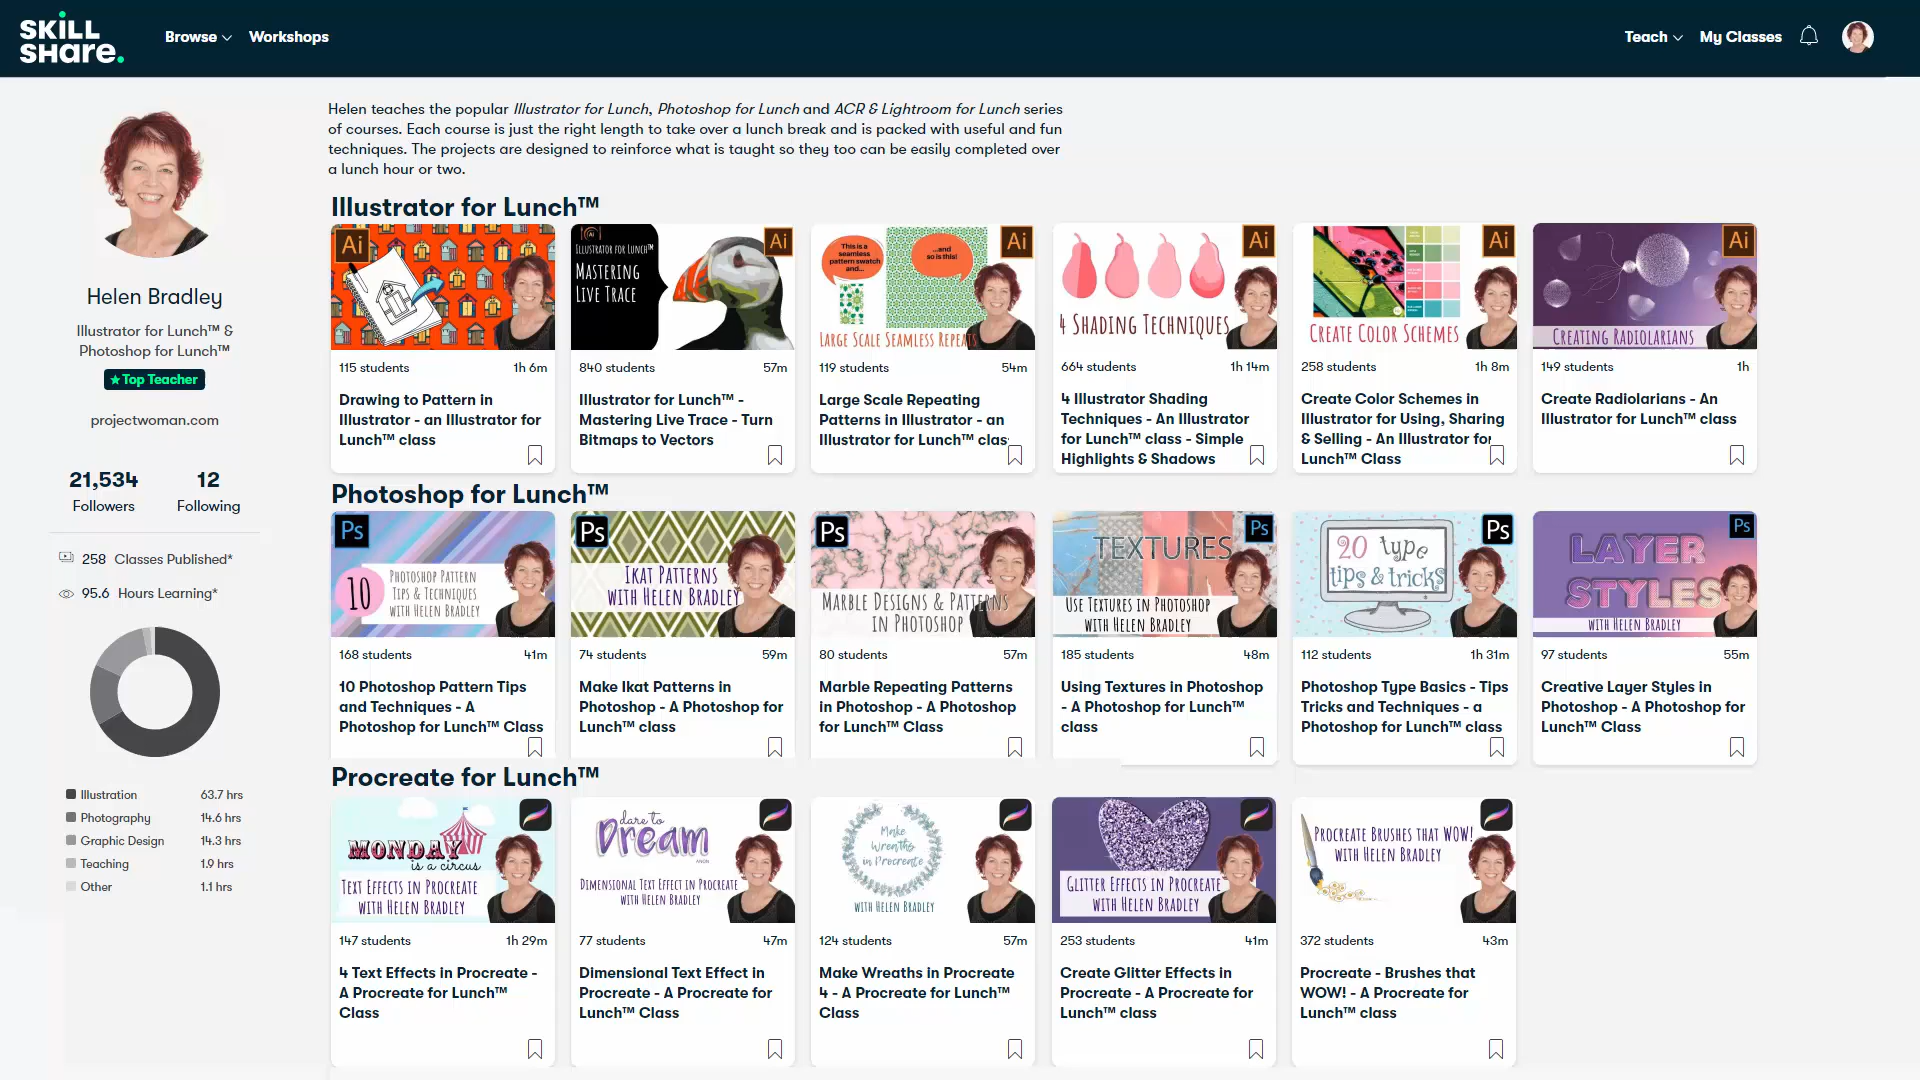 SKILL
SHare.
Browse
Workshops
Teach
My Classes
Helen Bradley
Illustrator for Lunch™ &
Photoshop for Lunch™
★Top Teacher
projectwoman.com
21,534
Followers
12
Following
258 Classes Published*
95.6 Hours Learning*
Illustration 63.7 hrs
Photography 14.6 hrs
Graphic Design 14.3 hrs
Teaching 1.9 hrs
Other 1.1 hrs
Helen teaches the popular Illustrator for Lunch, Photoshop for Lunch and ACR & Lightroom for Lunch series
of courses. Each course is just the right length to take over a lunch break and is packed with useful and fun
techniques. The projects are designed to reinforce what is taught so they too can be easily completed over
a lunch hour or two.
Illustrator for Lunch™
Ai
115 students 1h 6m
Drawing to Pattern in
Illustrator - an Illustrator for
Lunch™ class
Ai
Illustrator for Lunch™
Mastering
Live Trace
Ai
840 students 57m
Illustrator for Lunch™ -
Mastering Live Trace - Turn
Bitmaps to Vectors
This is a
seamless
pattern swatch
and...
...and
so is this!
Ai
Large Scale Seamless Repeats
119 students 54m
Large Scale Repeating
Patterns in Illustrator - an
Illustrator for Lunch™ clas
Ai
4 Shading Techniques
664 students 1h 14m
4 Illustrator Shading
Techniques - An Illustrator
for Lunch™ class - Simple
Highlights & Shadows
Ai
Create Color Schemes
258 students 1h 8m
Create Color Schemes in
Illustrator for Using, Sharing
& Selling - An Illustrator for
Lunch™ Class
Ai
Creating Radiolarians
149 students 1h
Create Radiolarians - An
Illustrator for Lunch™ class
Photoshop for Lunch™
Ps
10
Photoshop Pattern
Tips & Techniques
with Helen Bradley
168 students 41m
10 Photoshop Pattern Tips
and Techniques - A
Photoshop for Lunch™ Class
Ps
Ikat Patterns
with Helen Bradley
74 students 59m
Make Ikat Patterns in
Photoshop - A Photoshop for
Lunch™ class
Ps
Marble Designs & Patterns
in Photoshop
80 students 57m
Marble Repeating Patterns
in Photoshop - A Photoshop
for Lunch™ Class
TEXTURES
Ps
Use Textures in Photoshop
with Helen Bradley
185 students 48m
Using Textures in Photoshop
- A Photoshop for Lunch™
class
20 type
tips & tricks
Ps
112 students 1h 31m
Photoshop Type Basics - Tips
Tricks and Techniques - a
Photoshop for Lunch™ class
Ps
LAYER
STYLES
with Helen Bradley
97 students 55m
Creative Layer Styles in
Photoshop - A Photoshop for
Lunch™ Class
Procreate for Lunch™
MONDAY
is a circus
Text Effects in Procreate
with Helen Bradley
147 students 1h 29m
4 Text Effects in Procreate -
A Procreate for Lunch™
Class
dare to
Dream
Dimensional Text Effect in Procreate
with Helen Bradley
77 students 47m
Dimensional Text Effect in
Procreate - A Procreate for
Lunch™ Class
Make
Wreaths
in Procreate
with Helen Bradley
124 students 57m
Make Wreaths in Procreate
4 - A Procreate for Lunch™
Class
Glitter Effects in Procreate
with Helen Bradley
253 students 41m
Create Glitter Effects in
Procreate - A Procreate for
Lunch™ class
Procreate Brushes that WOW!
with Helen Bradley
372 students 43m
Procreate - Brushes that
WOW! - A Procreate for
Lunch™ class